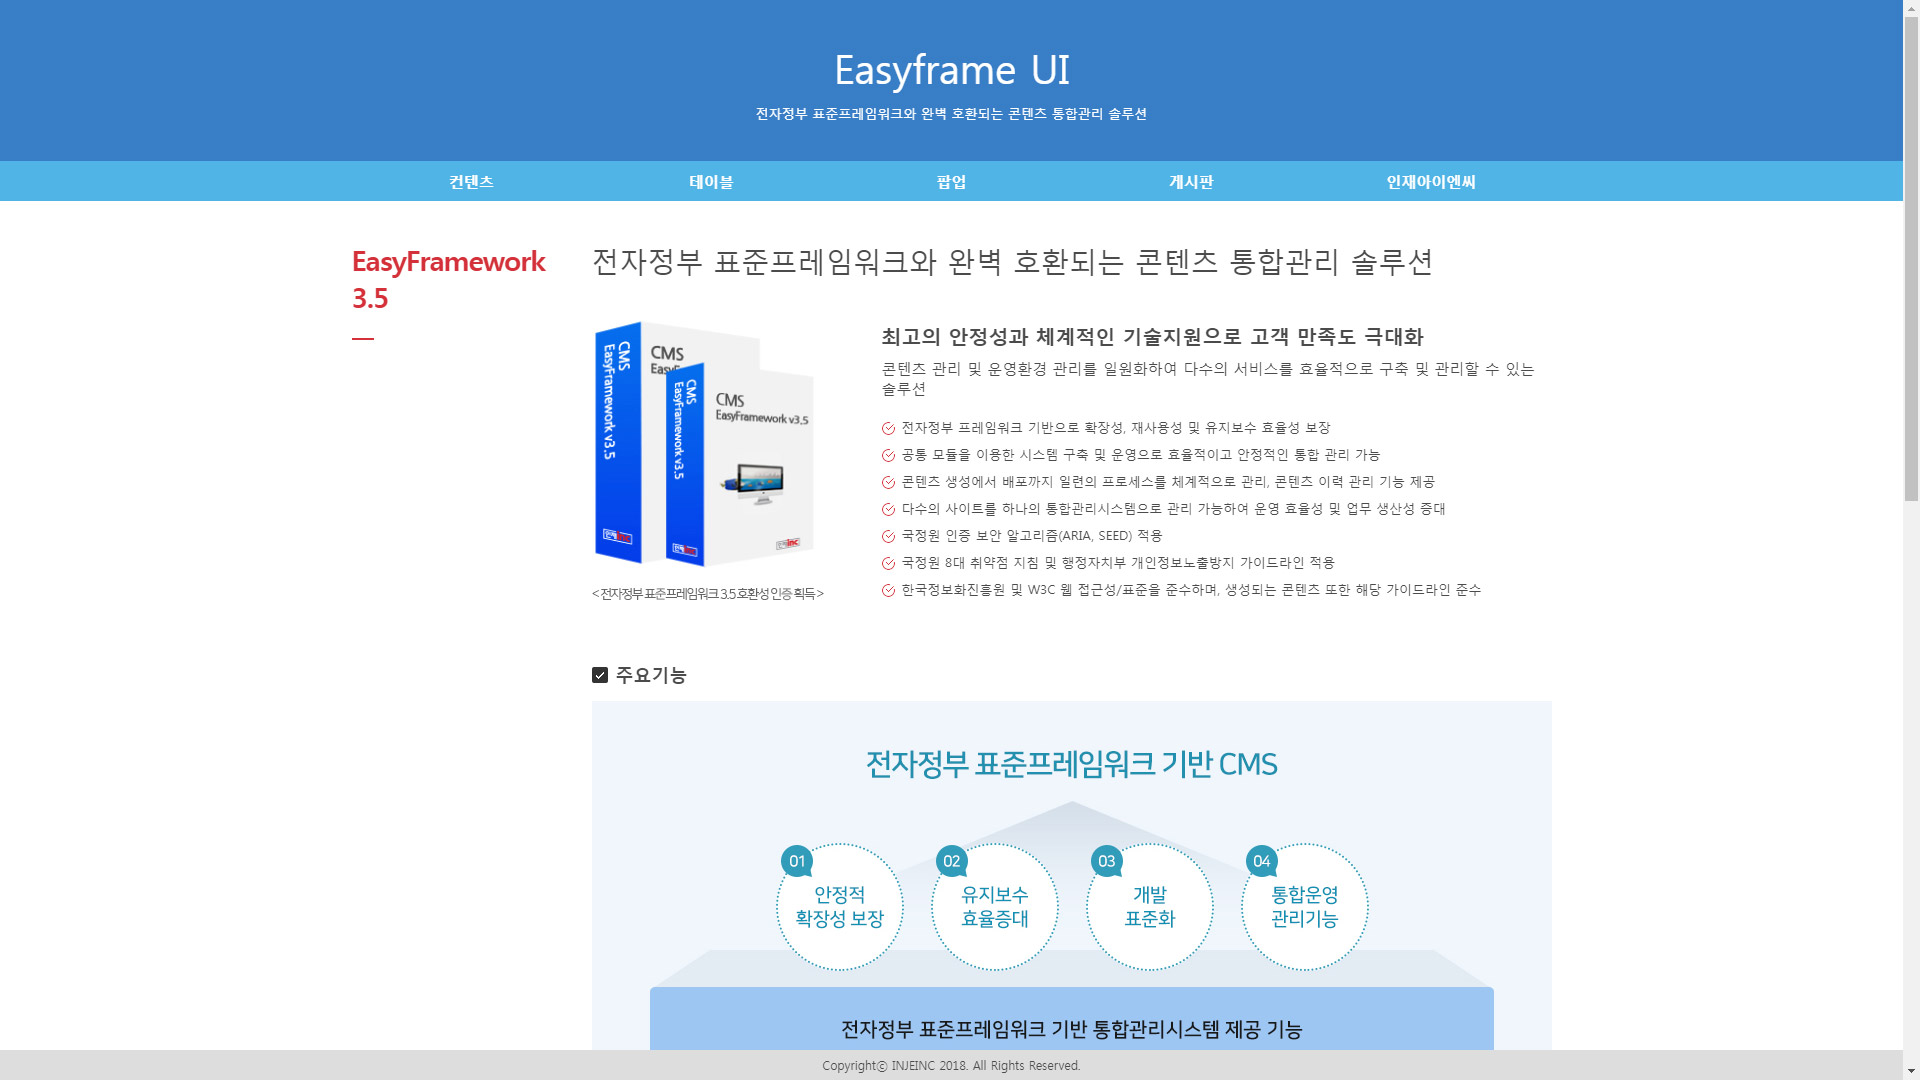 Easyframe UI
전자정부 표준프레임워크와 완벽 호환되는 콘텐츠 통합관리 솔루션
컨텐츠
테이블
팝업
게시판
인재아이엔씨
EasyFramework
3.5
전자정부 표준프레임워크와 완벽 호환되는 콘텐츠 통합관리 솔루션
CMS
EasyFramework v3.5
CMS
CMS
EasyFramework v3.5
CMS
EasyFramework v3.5
인재inc
인재inc
인재inc
< 전자정부 표준프레임워크 3.5 호환성 인증 획득 >
최고의 안정성과 체계적인 기술지원으로 고객 만족도 극대화
콘텐츠 관리 및 운영환경 관리를 일원화하여 다수의 서비스를 효율적으로 구축 및 관리할 수 있는
솔루션
전자정부 프레임워크 기반으로 확장성, 재사용성 및 유지보수 효율성 보장
공통 모듈을 이용한 시스템 구축 및 운영으로 효율적이고 안정적인 통합 관리 가능
콘텐츠 생성에서 배포까지 일련의 프로세스를 체계적으로 관리, 콘텐츠 이력 관리 기능 제공
다수의 사이트를 하나의 통합관리시스템으로 관리 가능하여 운영 효율성 및 업무 생산성 증대
국정원 인증 보안 알고리즘(ARIA, SEED) 적용
국정원 8대 취약점 지침 및 행정자치부 개인정보노출방지 가이드라인 적용
한국정보화진흥원 및 W3C 웹 접근성/표준을 준수하며, 생성되는 콘텐츠 또한 해당 가이드라인 준수
주요기능
전자정부 표준프레임워크 기반 CMS
01
안정적
확장성 보장
02
유지보수
효율증대
03
개발
표준화
04
통합운영
관리기능
전자정부 표준프레임워크 기반 통합관리시스템 제공 기능
Copyrightⓒ INJEINC 2018. All Rights Reserved.